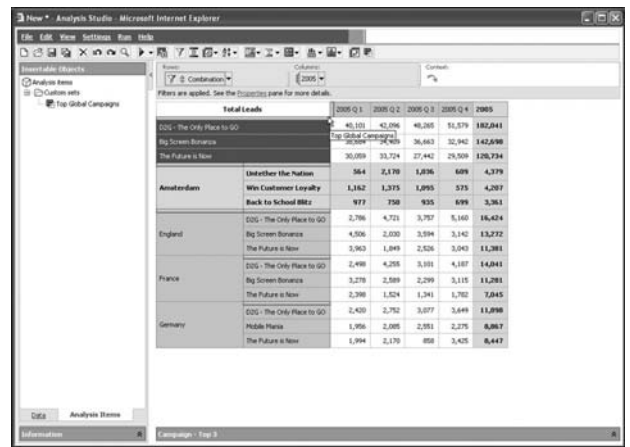 New * - Analysis Studio - Microsoft Internet Explorer
File Edit View Settings Run Help
Insertable Objects
Analysis Items
Custom sets
Top Global Campaigns
Rows:
Combination
Columns:
2005
Context:
Filters are applied. See the Properties pane for more details.
Total Leads 2005 Q 1 2005 Q 2 2005 Q 3 2005 Q 4 2005
D2G - The Only Place to GO 40,101 42,096 48,265 51,579 182,041
Top Global Campaigns
Big Screen Bonanza 36,663 32,942 142,698
The Future is Now 30,059 33,724 27,442 29,509 120,734
Amsterdam
Untether the Nation 564 2,170 1,036 609 4,379
Win Customer Loyalty 1,162 1,375 1,095 575 4,207
Back to School Blitz 977 750 935 699 3,361
England
D2G - The Only Place to GO 2,786 4,721 3,757 5,160 16,424
Big Screen Bonanza 4,506 2,030 3,594 3,142 13,272
The Future is Now 3,963 1,849 2,526 3,043 11,381
France
D2G - The Only Place to GO 2,498 4,255 3,101 4,187 14,041
Big Screen Bonanza 3,278 2,589 2,299 3,115 11,281
The Future is Now 2,398 1,524 1,341 1,782 7,045
Germany
D2G - The Only Place to GO 2,420 2,752 3,077 3,649 11,898
Mobile Mania 1,956 2,085 2,551 2,275 8,867
The Future is Now 1,994 2,170 858 3,425 8,447
Data Analysis Items
Information
Campaign - Top 3